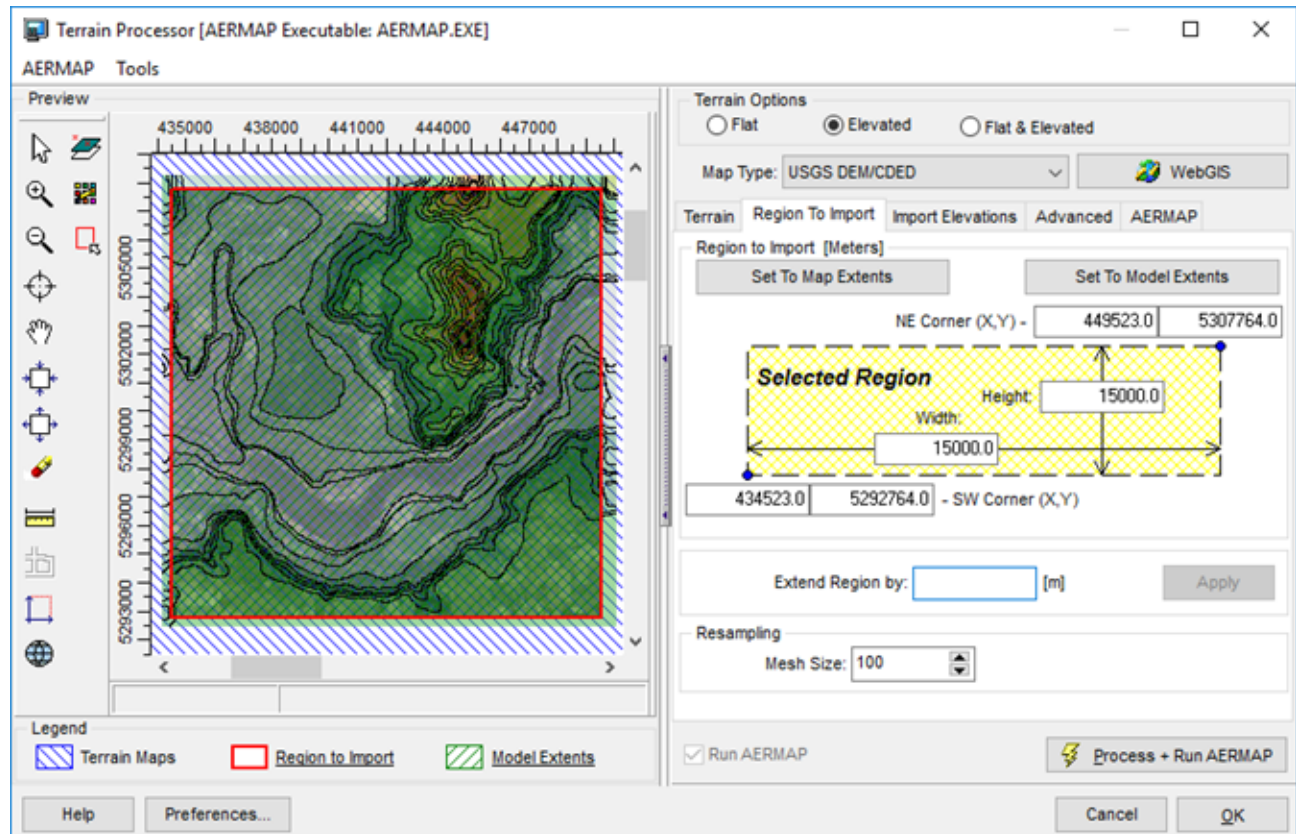 Terrain Processor [AERMAP Executable: AERMAP.EXE]
AERMAP Tools
Preview
435000 438000 441000 444000 447000
5305000
5302000
5299000
5296000
5293000
Legend
Terrain Maps Region to Import Model Extents
Terrain Options
Flat Elevated Flat & Elevated
Map Type: USGS DEM/CDED WebGIS
Terrain Region To Import Import Elevations Advanced AERMAP
Region to Import [Meters]
Set To Map Extents Set To Model Extents
NE Corner (X,Y) - 449523.0 5307764.0
Selected Region
Height: 15000.0
Width:
15000.0
434523.0 5292764.0 - SW Corner (X,Y)
Extend Region by: [m] Apply
Resampling
Mesh Size: 100
Run AERMAP Process + Run AERMAP
Help Preferences... Cancel OK